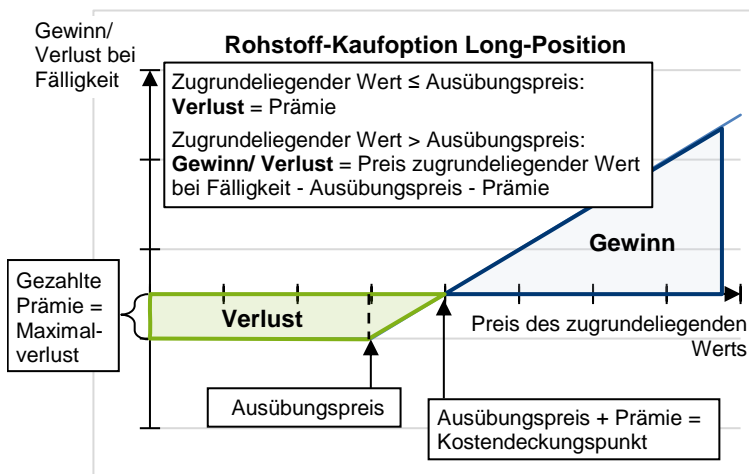 Gewinn/
Verlust bei
Fälligkeit
Rohstoff-Kaufoption Long-Position
Zugrundeliegender Wert ≤ Ausübungspreis:
Verlust = Prämie
Zugrundeliegender Wert > Ausübungspreis:
Gewinn/ Verlust = Preis zugrundeliegender Wert
bei Fälligkeit - Ausübungspreis - Prämie
Gewinn
Gezahlte
Prämie =
Maximal-
verlust
Verlust
Preis des zugrundeliegenden
Werts
Ausübungspreis
Ausübungspreis + Prämie =
Kostendeckungspunkt